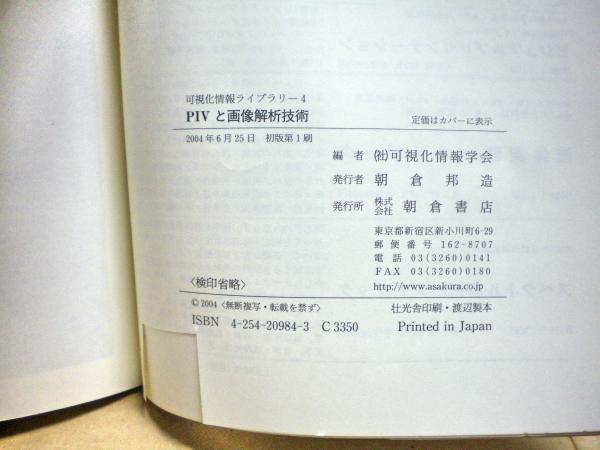 可視化情報ライブラリー 4
PIV と画像解析技術
定価はカバーに表示
2004 年 6 月 25 日 初版第 1 刷
編者 (社)可視化情報学会
発行者 朝倉邦造
発行所 株式会社 朝倉書店
東京都新宿区新小川町6-29
郵便番号 162-8707
電話 03(3260)0141
FAX 03(3260)0180
http://www.asakura.co.jp
〈検印省略〉
© 2004〈無断複写・転載を禁ず〉
壮光舎印刷・渡辺製本
ISBN 4-254-20984-3 C 3350
Printed in Japan